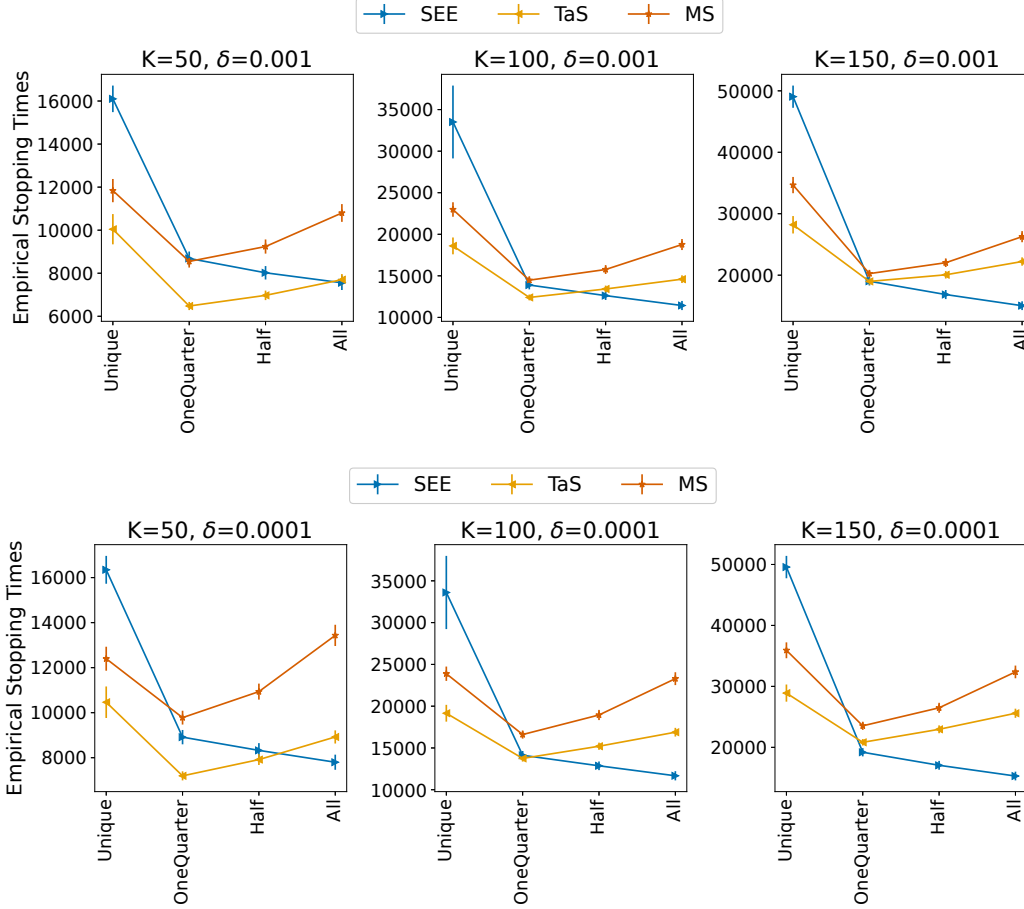 SEE TaS MS
K=50, δ=0.001
K=100, δ=0.001
K=150, δ=0.001
Empirical Stopping Times
16000
14000
12000
10000
8000
6000
Unique
OneQuarter
Half
All
35000
30000
25000
20000
15000
10000
Unique
OneQuarter
Half
All
50000
40000
30000
20000
Unique
OneQuarter
Half
All
SEE TaS MS
K=50, δ=0.0001
K=100, δ=0.0001
K=150, δ=0.0001
Empirical Stopping Times
16000
14000
12000
10000
8000
Unique
OneQuarter
Half
All
35000
30000
25000
20000
15000
10000
Unique
OneQuarter
Half
All
50000
40000
30000
20000
Unique
OneQuarter
Half
All